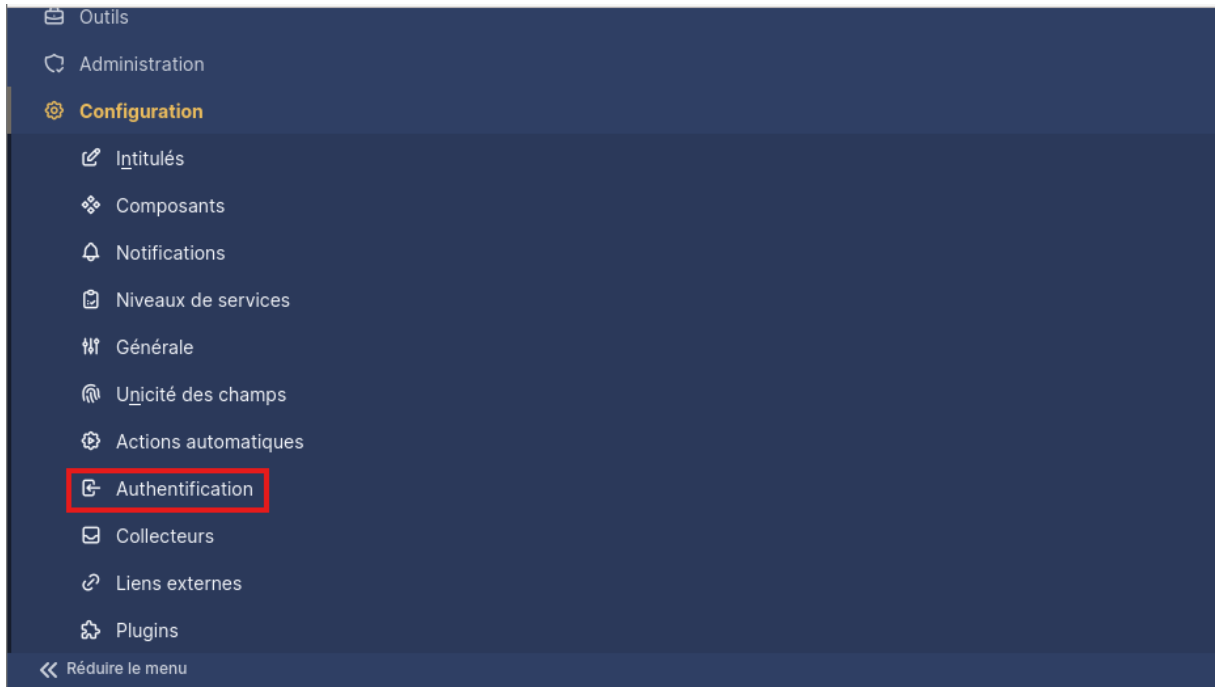 Outils
Administration
Configuration
Intitulés
Composants
Notifications
Niveaux de services
Générale
Unicité des champs
Actions automatiques
Authentification
Collecteurs
Liens externes
Plugins
Réduire le menu